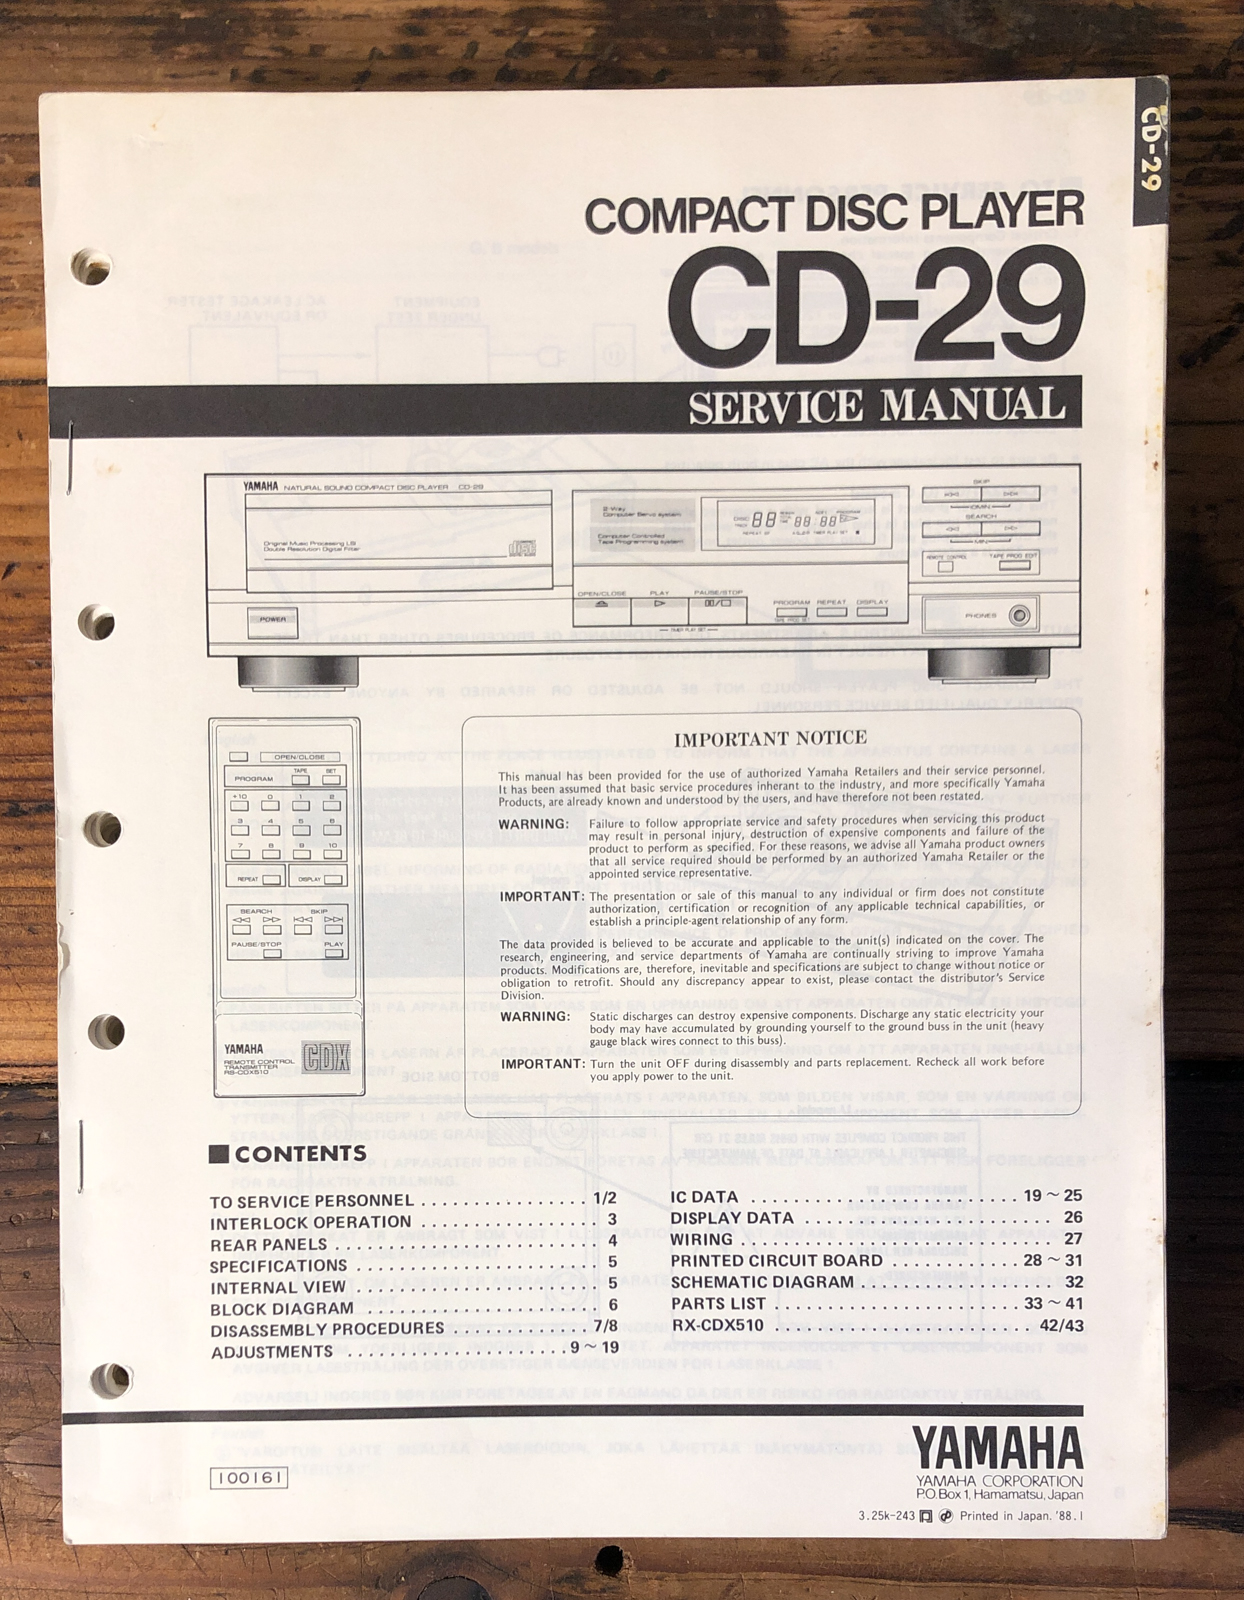 CD-29
COMPACT DISC PLAYER
CD-29
SERVICE MANUAL
YAMAHA NATURAL SOUND COMPACT DISC PLAYER CD-29
Original Music Processing LSI
Double Resolution Digital Filter
2-Way
Computer Servo system
Computer Controlled
Tape Programming system
SKIP
SEARCH
REMOTE CONTROL TAPE PROG EDIT
OPEN/CLOSE PLAY PAUSE/STOP
PROGRAM REPEAT DISPLAY
POWER
PHONES
OPEN/CLOSE
PROGRAM TAPE SET
+10 0 1 2
3 4 5 6
7 8 9 10
REPEAT DISPLAY
SEARCH SKIP
PAUSE/STOP PLAY
YAMAHA
REMOTE CONTROL
TRANSMITTER
RS-CDX510
CDX
IMPORTANT NOTICE
This manual has been provided for the use of authorized Yamaha Retailers and their service personnel.
It has been assumed that basic service procedures inherant to the industry, and more specifically Yamaha
Products, are already known and understood by the users, and have therefore not been restated.
WARNING: Failure to follow appropriate service and safety procedures when servicing this product
may result in personal injury, destruction of expensive components and failure of the
product to perform as specified. For these reasons, we advise all Yamaha product owners
that all service required should be performed by an authorized Yamaha Retailer or the
appointed service representative.
IMPORTANT: The presentation or sale of this manual to any individual or firm does not constitute
authorization, certification or recognition of any applicable technical capabilities, or
establish a principle-agent relationship of any form.
The data provided is believed to be accurate and applicable to the unit(s) indicated on the cover. The
research, engineering, and service departments of Yamaha are continually striving to improve Yamaha
products. Modifications are, therefore, inevitable and specifications are subject to change without notice or
obligation to retrofit. Should any discrepancy appear to exist, please contact the distributor's Service
Division.
WARNING: Static discharges can destroy expensive components. Discharge any static electricity your
body may have accumulated by grounding yourself to the ground buss in the unit (heavy
gauge black wires connect to this buss).
IMPORTANT: Turn the unit OFF during disassembly and parts replacement. Recheck all work before
you apply power to the unit.
■CONTENTS
TO SERVICE PERSONNEL . . . . . . . . . . . . . . . . 1/2
INTERLOCK OPERATION . . . . . . . . . . . . . . . . . 3
REAR PANELS . . . . . . . . . . . . . . . . . . . . . . . . . 4
SPECIFICATIONS . . . . . . . . . . . . . . . . . . . . . . . 5
INTERNAL VIEW . . . . . . . . . . . . . . . . . . . . . . . 5
BLOCK DIAGRAM . . . . . . . . . . . . . . . . . . . . . . 6
DISASSEMBLY PROCEDURES . . . . . . . . . . . . . 7/8
ADJUSTMENTS . . . . . . . . . . . . . . . . . . . . . 9 ~ 19
IC DATA . . . . . . . . . . . . . . . . . . . . . . . . . 19 ~ 25
DISPLAY DATA . . . . . . . . . . . . . . . . . . . . . . . . 26
WIRING . . . . . . . . . . . . . . . . . . . . . . . . . . . . . 27
PRINTED CIRCUIT BOARD . . . . . . . . . . . 28 ~ 31
SCHEMATIC DIAGRAM . . . . . . . . . . . . . . . . . . 32
PARTS LIST . . . . . . . . . . . . . . . . . . . . . . 33 ~ 41
RX-CDX510 . . . . . . . . . . . . . . . . . . . . . . . . 42/43
YAMAHA
YAMAHA CORPORATION
P.O.Box 1, Hamamatsu, Japan
100161
3.25k-243 Printed in Japan. '88.1